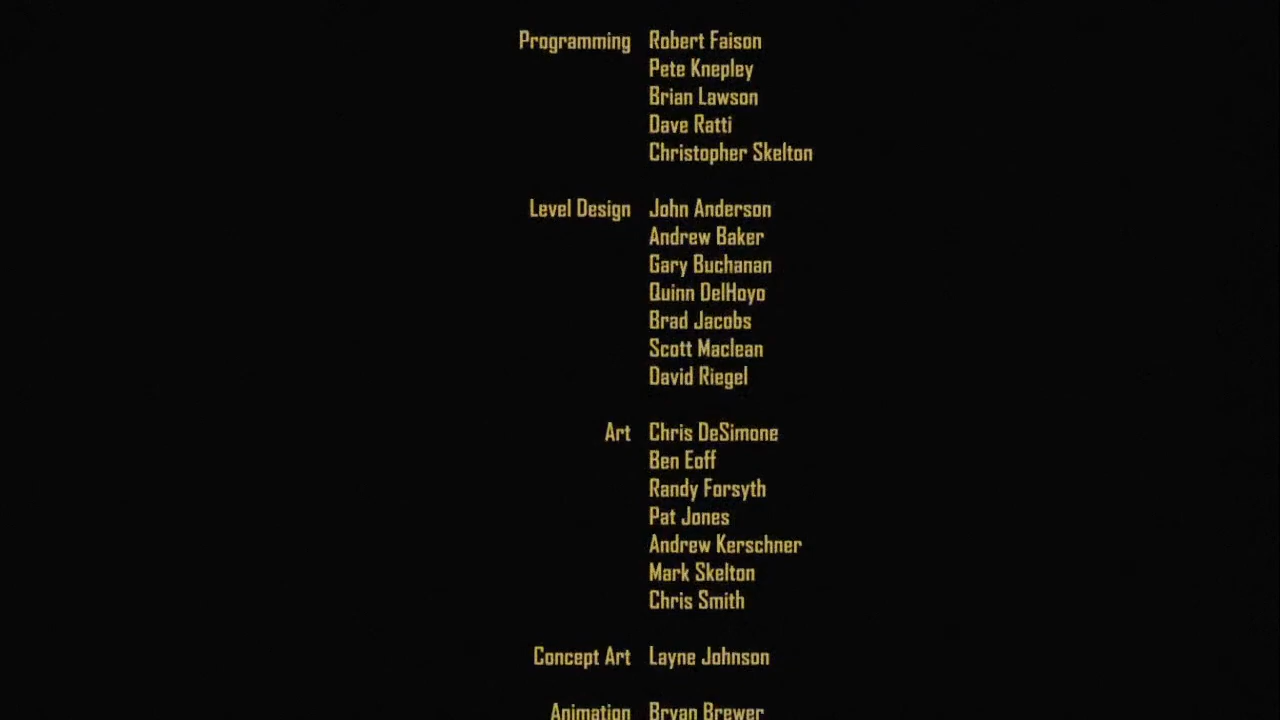 Programming Robert Faison
Pete Knepley
Brian Lawson
Dave Ratti
Christopher Skelton
Level Design John Anderson
Andrew Baker
Gary Buchanan
Quinn DelHoyo
Brad Jacobs
Scott Maclean
David Riegel
Art Chris DeSimone
Ben Eoff
Randy Forsyth
Pat Jones
Andrew Kerschner
Mark Skelton
Chris Smith
Concept Art Layne Johnson
Animation Bryan Brewer